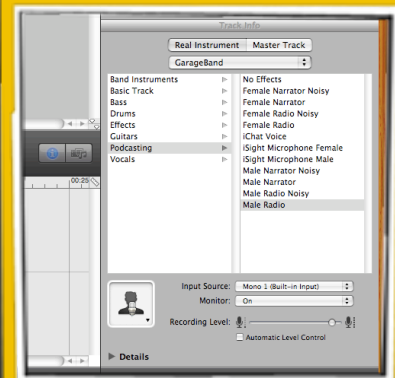 Track Info
Real Instrument Master Track
GarageBand
Band Instruments
Basic Track
Bass
Drums
Effects
Guitars
Podcasting
Vocals
No Effects
Female Narrator Noisy
Female Narrator
Female Radio Noisy
Female Radio
iChat Voice
iSight Microphone Female
iSight Microphone Male
Male Narrator Noisy
Male Narrator
Male Radio Noisy
Male Radio
00:25
Input Source: Mono 1 (Built-in Input)
Monitor: On
Recording Level:
Automatic Level Control
Details